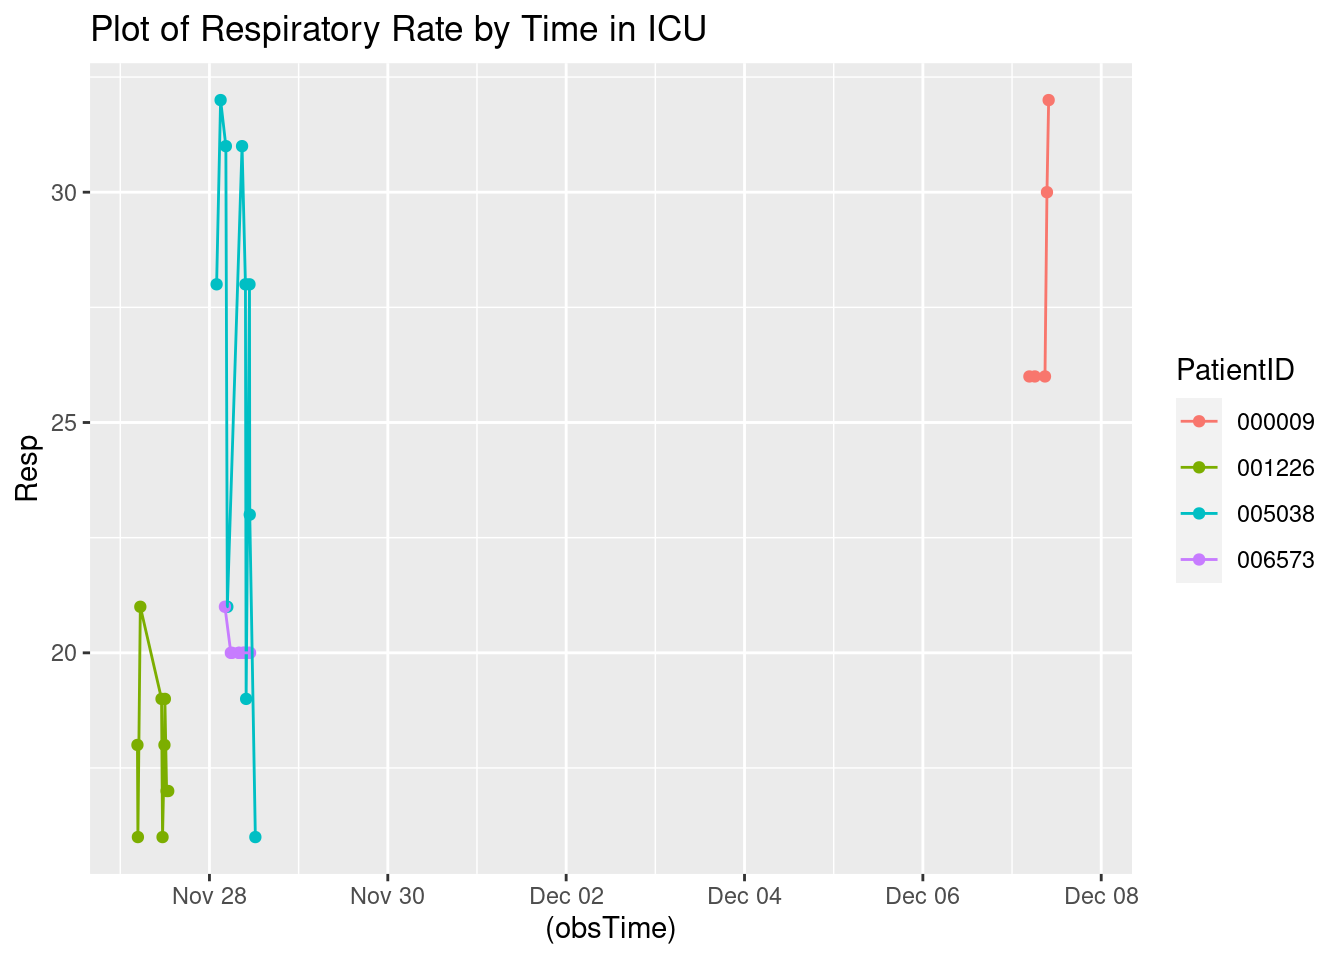 Plot of Respiratory Rate by Time in ICU
Resp
30
25
20
Nov 28 Nov 30 Dec 02 Dec 04 Dec 06 Dec 08
(obsTime)
PatientID
000009
001226
005038
006573